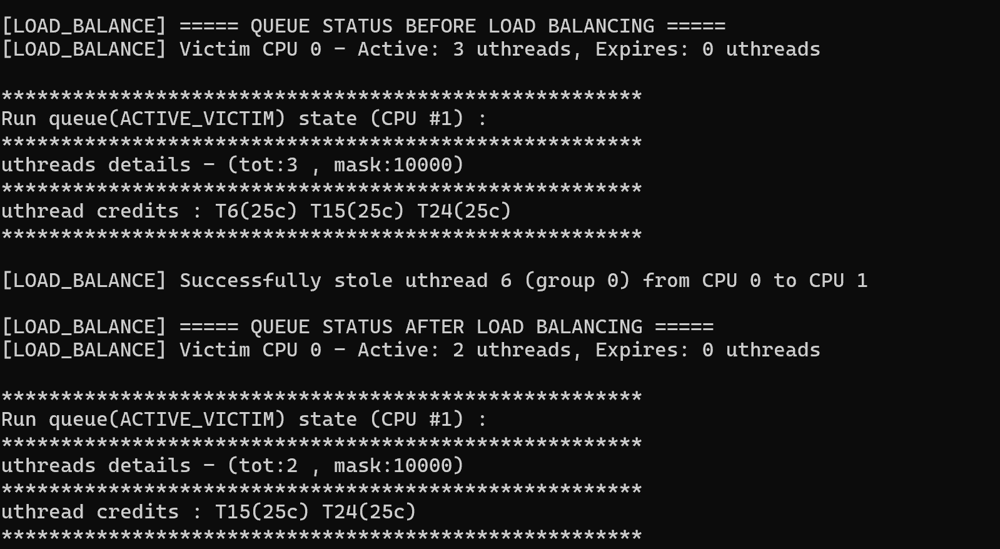 [LOAD_BALANCE] ===== QUEUE STATUS BEFORE LOAD BALANCING =====
[LOAD_BALANCE] Victim CPU 0 - Active: 3 uthreads, Expires: 0 uthreads
******************************************************
Run queue(ACTIVE_VICTIM) state (CPU #1) :
******************************************************
uthreads details - (tot:3 , mask:10000)
******************************************************
uthread credits : T6(25c) T15(25c) T24(25c)
******************************************************
[LOAD_BALANCE] Successfully stole uthread 6 (group 0) from CPU 0 to CPU 1
[LOAD_BALANCE] ===== QUEUE STATUS AFTER LOAD BALANCING =====
[LOAD_BALANCE] Victim CPU 0 - Active: 2 uthreads, Expires: 0 uthreads
******************************************************
Run queue(ACTIVE_VICTIM) state (CPU #1) :
******************************************************
uthreads details - (tot:2 , mask:10000)
******************************************************
uthread credits : T15(25c) T24(25c)
******************************************************